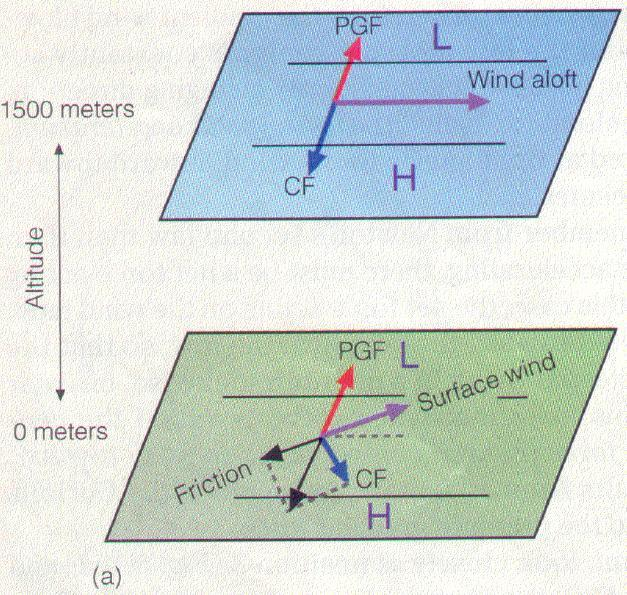 PGF
L
Wind aloft
1500 meters
CF
H
Altitude
PGF
L
Surface wind
0 meters
Friction
CF
H
(a)